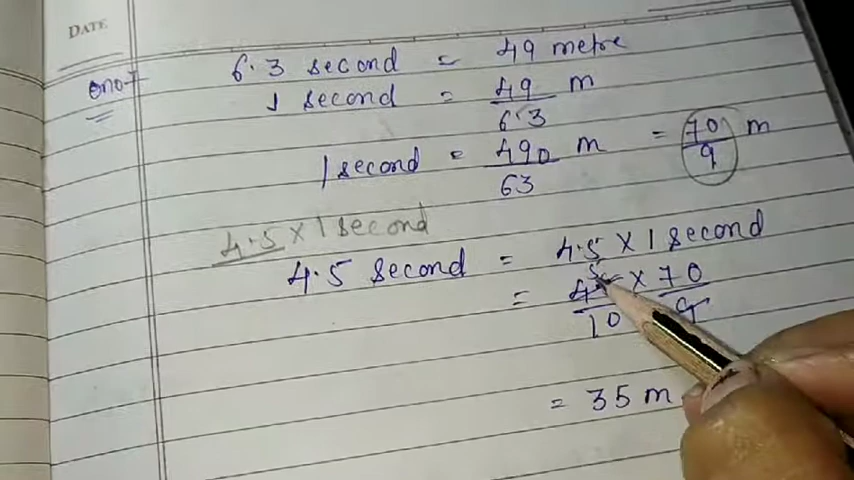 DATE
6.3 second = 49 metre
1 second = 49/6.3 m
1 second = 490/63 m = 70/9 m
4.5 X 1 second
4.5 second = 4.5 X 1 second
5
= 45/10 X 70/9
= 35 m